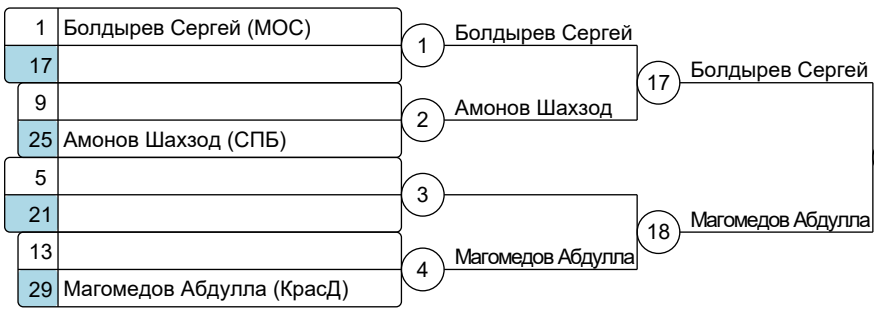 1 Болдырев Сергей (МОС)
17
9
25 Амонов Шахзод (СПБ)
5
21
13
29 Магомедов Абдулла (КрасД)
1
2
3
4
Болдырев Сергей
Амонов Шахзод
Магомедов Абдулла
17
18
Болдырев Сергей
Магомедов Абдулла